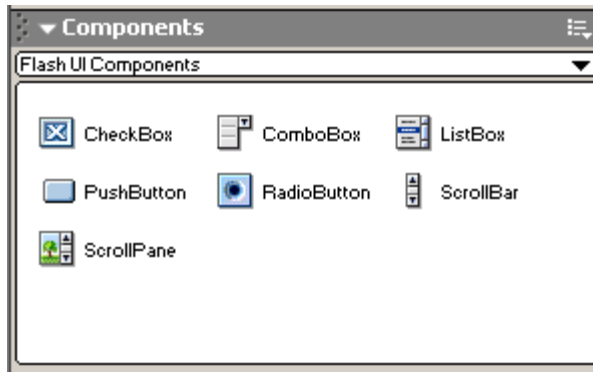 Components
Flash UI Components
CheckBox ComboBox ListBox
PushButton RadioButton ScrollBar
ScrollPane